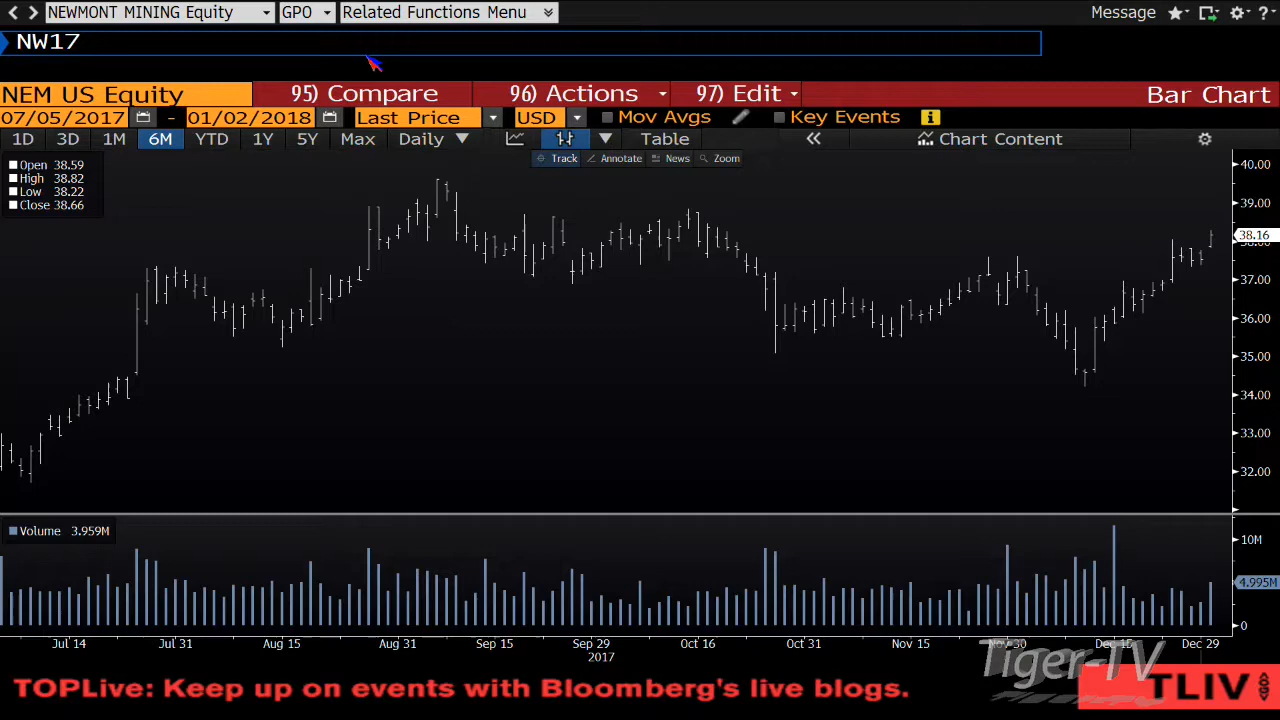 NEWMONT MINING Equity GPO Related Functions Menu Message ?
NW17
NEM US Equity 95) Compare 96) Actions 97) Edit Bar Chart
07/05/2017 - 01/02/2018 Last Price USD Mov Avgs Key Events
1D 3D 1M 6M YTD 1Y 5Y Max Daily Table Chart Content
Track Annotate News Zoom
Open 38.59
High 38.82
Low 38.22
Close 38.66
40.00
39.00
38.16
38.00
37.00
36.00
35.00
34.00
33.00
32.00
Volume 3.959M
10M
4.995M
0
Jul 14 Jul 31 Aug 15 Aug 31 Sep 15 Sep 29 Oct 16 Oct 31 Nov 15 Nov 30 Dec 15 Dec 29
2017
Tiger-TV
TOPLive: Keep up on events with Bloomberg's live blogs. TLIV